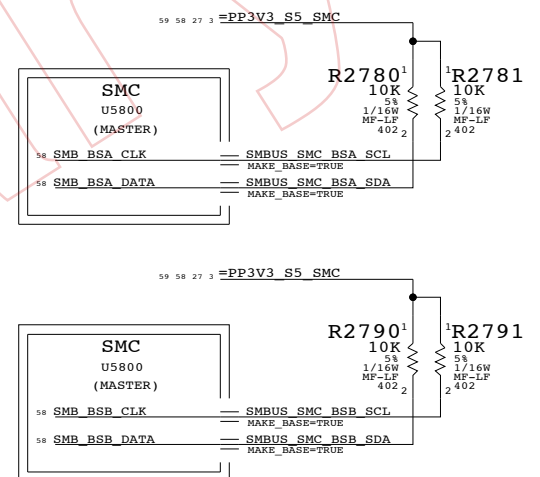 59 58 27 3 =PP3V3_S5_SMC
R2780 1
10K
5%
1/16W
MF-LF
402 2
1 R2781
10K
5%
1/16W
MF-LF
2 402
SMC
U5800
(MASTER)
58 SMB_BSA_CLK SMBUS_SMC_BSA_SCL
MAKE_BASE=TRUE
58 SMB_BSA_DATA SMBUS_SMC_BSA_SDA
MAKE_BASE=TRUE
59 58 27 3 =PP3V3_S5_SMC
R2790 1
10K
5%
1/16W
MF-LF
402 2
1 R2791
10K
5%
1/16W
MF-LF
2 402
SMC
U5800
(MASTER)
58 SMB_BSB_CLK SMBUS_SMC_BSB_SCL
MAKE_BASE=TRUE
58 SMB_BSB_DATA SMBUS_SMC_BSB_SDA
MAKE_BASE=TRUE